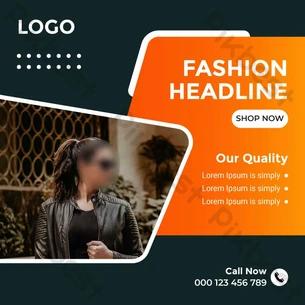 LOGO
FASHION
HEADLINE
SHOP NOW
Our Quality
Lorem Ipsum is simply
Lorem Ipsum is simply
Lorem Ipsum is simply
Call Now
000 123 456 789